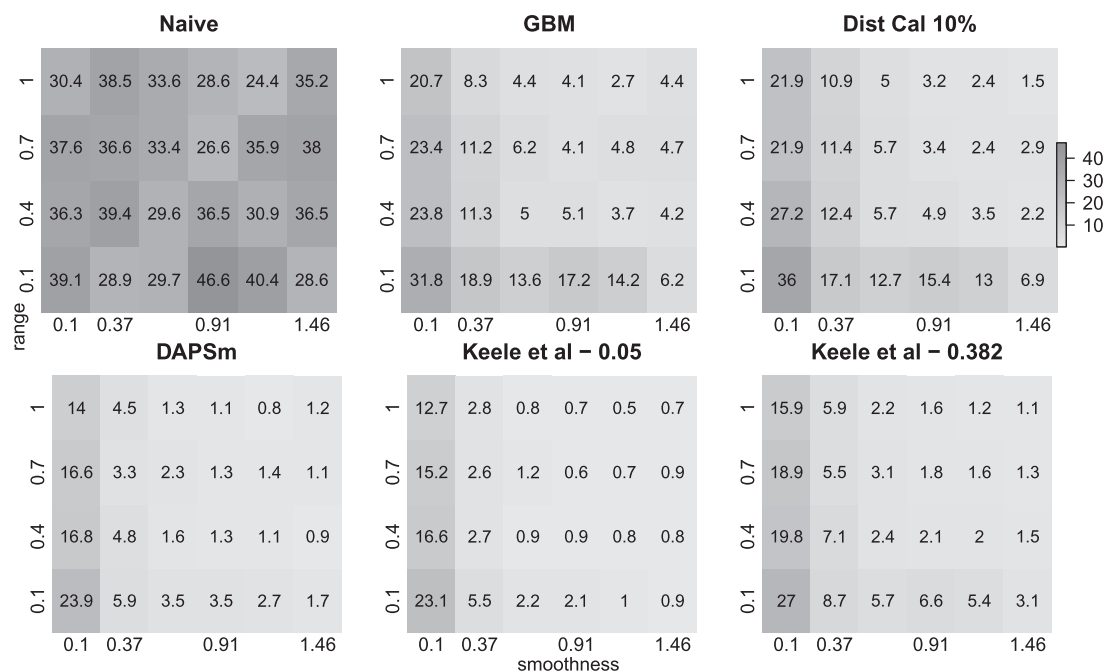 Naive GBM Dist Cal 10%
1 30.4 38.5 33.6 28.6 24.4 35.2 1 20.7 8.3 4.4 4.1 2.7 4.4 1 21.9 10.9 5 3.2 2.4 1.5
0.7 37.6 36.6 33.4 26.6 35.9 38 0.7 23.4 11.2 6.2 4.1 4.8 4.7 0.7 21.9 11.4 5.7 3.4 2.4 2.9
40
30
20
10
0.4 36.3 39.4 29.6 36.5 30.9 36.5 0.4 23.8 11.3 5 5.1 3.7 4.2 0.4 27.2 12.4 5.7 4.9 3.5 2.2
0.1 39.1 28.9 29.7 46.6 40.4 28.6 0.1 31.8 18.9 13.6 17.2 14.2 6.2 0.1 36 17.1 12.7 15.4 13 6.9
range
0.1 0.37 0.91 1.46 0.1 0.37 0.91 1.46 0.1 0.37 0.91 1.46
DAPSm Keele et al − 0.05 Keele et al − 0.382
1 14 4.5 1.3 1.1 0.8 1.2 1 12.7 2.8 0.8 0.7 0.5 0.7 1 15.9 5.9 2.2 1.6 1.2 1.1
0.7 16.6 3.3 2.3 1.3 1.4 1.1 0.7 15.2 2.6 1.2 0.6 0.7 0.9 0.7 18.9 5.5 3.1 1.8 1.6 1.3
0.4 16.8 4.8 1.6 1.3 1.1 0.9 0.4 16.6 2.7 0.9 0.9 0.8 0.8 0.4 19.8 7.1 2.4 2.1 2 1.5
0.1 23.9 5.9 3.5 3.5 2.7 1.7 0.1 23.1 5.5 2.2 2.1 1 0.9 0.1 27 8.7 5.7 6.6 5.4 3.1
0.1 0.37 0.91 1.46 0.1 0.37 0.91 1.46 0.1 0.37 0.91 1.46
smoothness